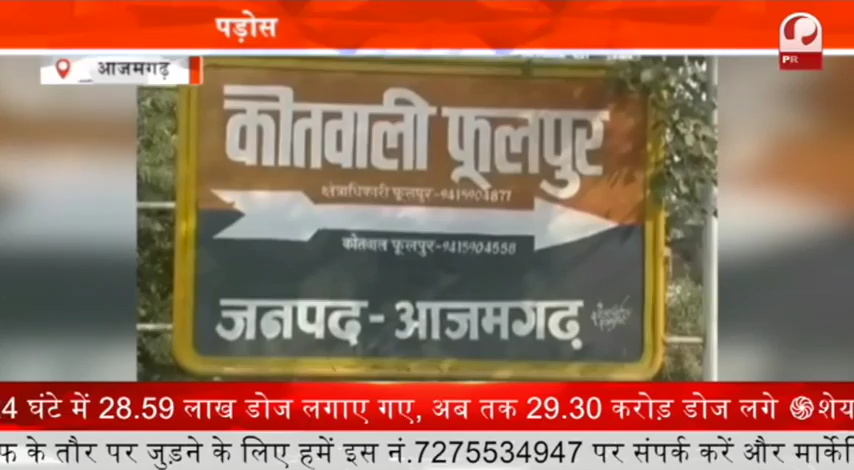 पड़ोस
PR
आजमगढ़
कोतवाली फूलपुर
क्षेत्राधिकारी फूलपुर-9415904877
कोतवाल फूलपुर-9415904558
जनपद-आजमगढ़
4 घंटे में 28.59 लाख डोज लगाए गए, अब तक 29.30 करोड़ डोज लगे शेय
फ के तौर पर जुड़ने के लिए हमें इस नं.7275534947 पर संपर्क करें और मार्केि